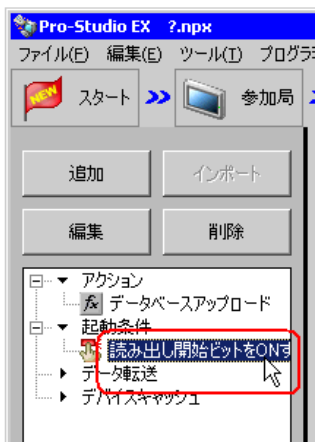 Pro-Studio EX ?.npx
ファイル(F) 編集(E) ツール(T) プログラ
NEW スタート 参加局
追加 インポート
編集 削除
アクション
fx データベースアップロード
起動条件
読み出し開始ビットをONす
データ転送
デバイスキャッシュ